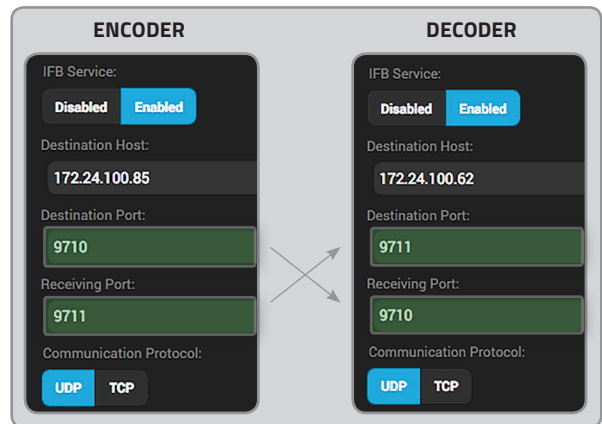 ENCODER
IFB Service:
Disabled Enabled
Destination Host:
172.24.100.85
Destination Port:
9710
Receiving Port:
9711
Communication Protocol:
UDP TCP
DECODER
IFB Service:
Disabled Enabled
Destination Host:
172.24.100.62
Destination Port:
9711
Receiving Port:
9710
Communication Protocol:
UDP TCP